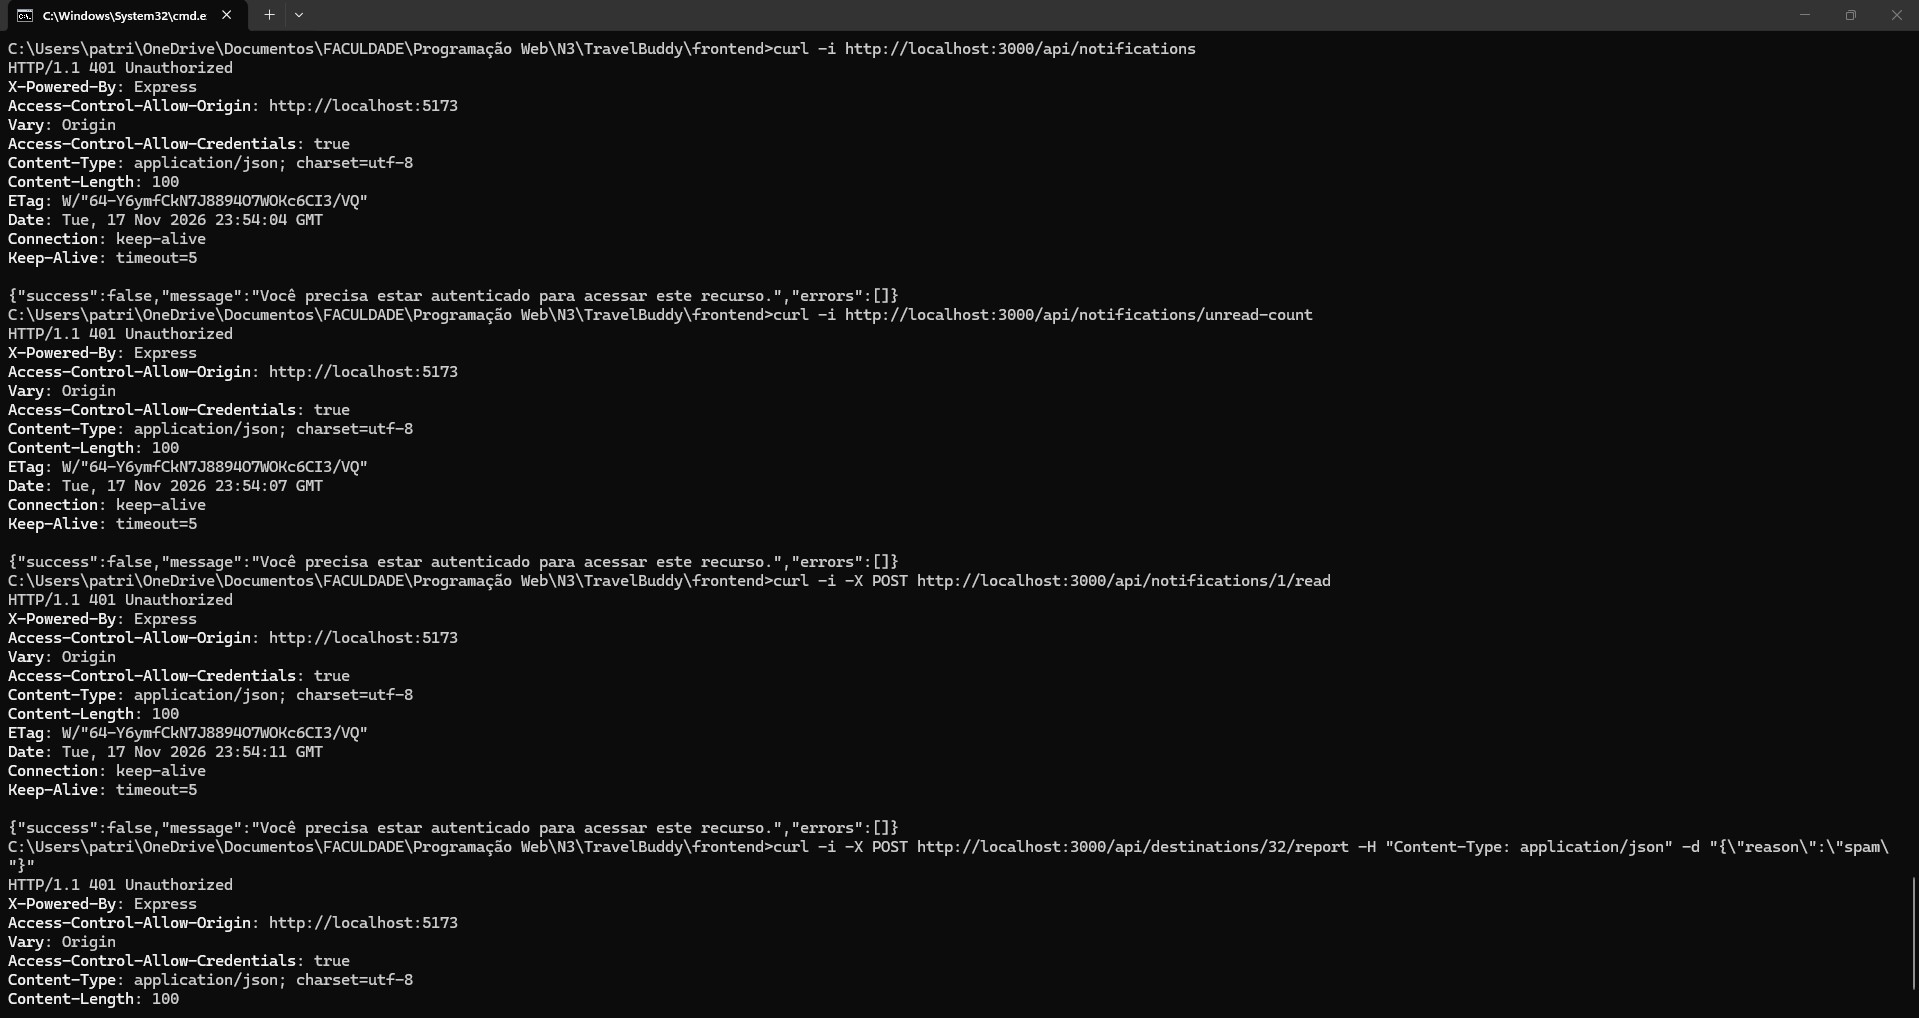 C:\Windows\System32\cmd.e
C:\Users\patri\OneDrive\Documentos\FACULDADE\Programação Web\N3\TravelBuddy\frontend>curl -i http://localhost:3000/api/notifications
HTTP/1.1 401 Unauthorized
X-Powered-By: Express
Access-Control-Allow-Origin: http://localhost:5173
Vary: Origin
Access-Control-Allow-Credentials: true
Content-Type: application/json; charset=utf-8
Content-Length: 100
ETag: W/"64-Y6ymfCkN7J8894O7WOKc6CI3/VQ"
Date: Tue, 17 Nov 2026 23:54:04 GMT
Connection: keep-alive
Keep-Alive: timeout=5
{"success":false,"message":"Você precisa estar autenticado para acessar este recurso.","errors":[]}
C:\Users\patri\OneDrive\Documentos\FACULDADE\Programação Web\N3\TravelBuddy\frontend>curl -i http://localhost:3000/api/notifications/unread-count
HTTP/1.1 401 Unauthorized
X-Powered-By: Express
Access-Control-Allow-Origin: http://localhost:5173
Vary: Origin
Access-Control-Allow-Credentials: true
Content-Type: application/json; charset=utf-8
Content-Length: 100
ETag: W/"64-Y6ymfCkN7J8894O7WOKc6CI3/VQ"
Date: Tue, 17 Nov 2026 23:54:07 GMT
Connection: keep-alive
Keep-Alive: timeout=5
{"success":false,"message":"Você precisa estar autenticado para acessar este recurso.","errors":[]}
C:\Users\patri\OneDrive\Documentos\FACULDADE\Programação Web\N3\TravelBuddy\frontend>curl -i -X POST http://localhost:3000/api/notifications/1/read
HTTP/1.1 401 Unauthorized
X-Powered-By: Express
Access-Control-Allow-Origin: http://localhost:5173
Vary: Origin
Access-Control-Allow-Credentials: true
Content-Type: application/json; charset=utf-8
Content-Length: 100
ETag: W/"64-Y6ymfCkN7J8894O7WOKc6CI3/VQ"
Date: Tue, 17 Nov 2026 23:54:11 GMT
Connection: keep-alive
Keep-Alive: timeout=5
{"success":false,"message":"Você precisa estar autenticado para acessar este recurso.","errors":[]}
C:\Users\patri\OneDrive\Documentos\FACULDADE\Programação Web\N3\TravelBuddy\frontend>curl -i -X POST http://localhost:3000/api/destinations/32/report -H "Content-Type: application/json" -d "{\"reason\":\"spam\
"}"
HTTP/1.1 401 Unauthorized
X-Powered-By: Express
Access-Control-Allow-Origin: http://localhost:5173
Vary: Origin
Access-Control-Allow-Credentials: true
Content-Type: application/json; charset=utf-8
Content-Length: 100